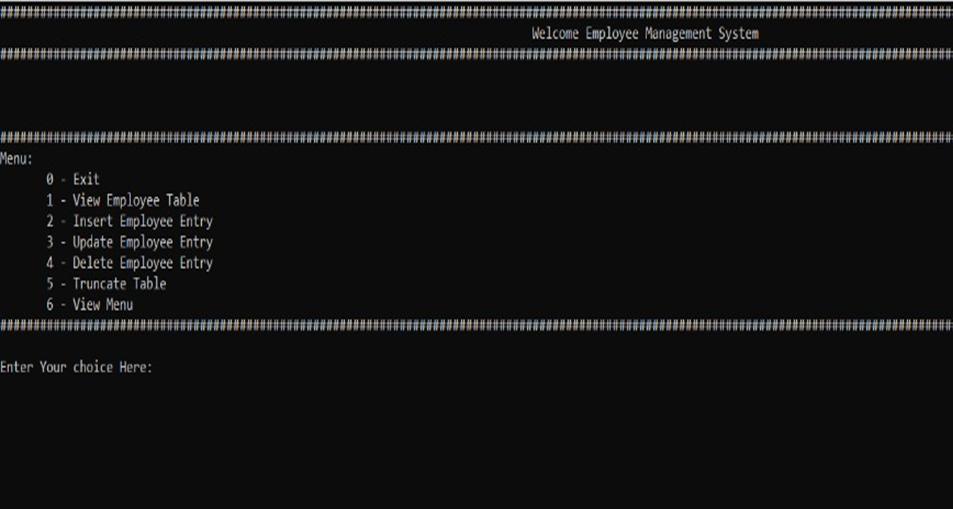 Welcome Employee Management System
Menu:
0 - Exit
1 - View Employee Table
2 - Insert Employee Entry
3 - Update Employee Entry
4 - Delete Employee Entry
5 - Truncate Table
6 - View Menu
Enter Your choice Here: